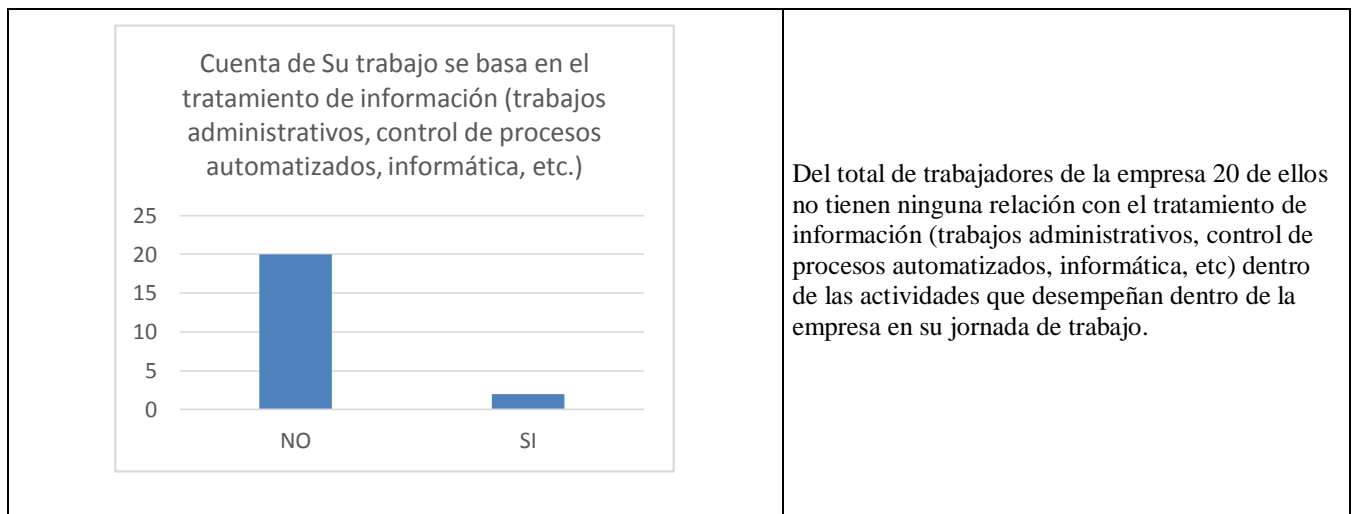 Cuenta de Su trabajo se basa en el
tratamiento de información (trabajos
administrativos, control de procesos
automatizados, informática, etc.)
25
20
15
10
5
0
NO
SI
Del total de trabajadores de la empresa 20 de ellos
no tienen ninguna relación con el tratamiento de
información (trabajos administrativos, control de
procesos automatizados, informática, etc) dentro
de las actividades que desempeñan dentro de la
empresa en su jornada de trabajo.